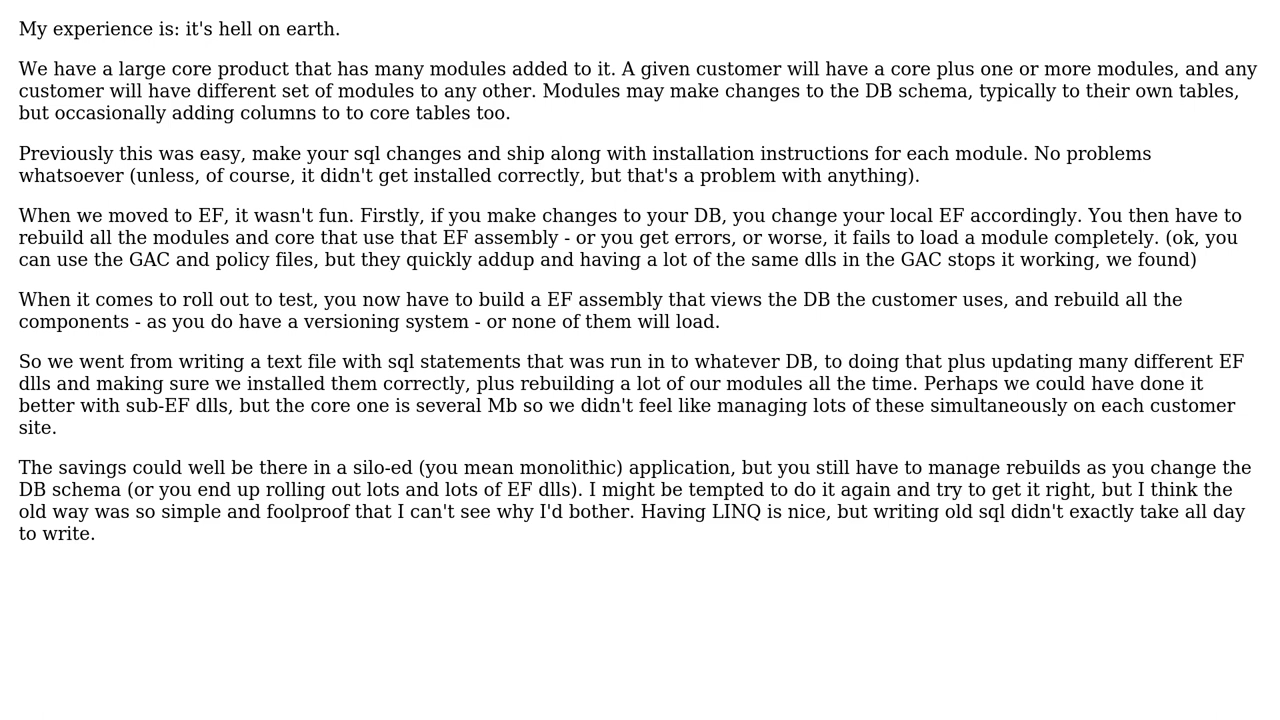 My experience is: it's hell on earth.
We have a large core product that has many modules added to it. A given customer will have a core plus one or more modules, and any
customer will have different set of modules to any other. Modules may make changes to the DB schema, typically to their own tables,
but occasionally adding columns to to core tables too.
Previously this was easy, make your sql changes and ship along with installation instructions for each module. No problems
whatsoever (unless, of course, it didn't get installed correctly, but that's a problem with anything).
When we moved to EF, it wasn't fun. Firstly, if you make changes to your DB, you change your local EF accordingly. You then have to
rebuild all the modules and core that use that EF assembly - or you get errors, or worse, it fails to load a module completely. (ok, you
can use the GAC and policy files, but they quickly addup and having a lot of the same dlls in the GAC stops it working, we found)
When it comes to roll out to test, you now have to build a EF assembly that views the DB the customer uses, and rebuild all the
components - as you do have a versioning system - or none of them will load.
So we went from writing a text file with sql statements that was run in to whatever DB, to doing that plus updating many different EF
dlls and making sure we installed them correctly, plus rebuilding a lot of our modules all the time. Perhaps we could have done it
better with sub-EF dlls, but the core one is several Mb so we didn't feel like managing lots of these simultaneously on each customer
site.
The savings could well be there in a silo-ed (you mean monolithic) application, but you still have to manage rebuilds as you change the
DB schema (or you end up rolling out lots and lots of EF dlls). I might be tempted to do it again and try to get it right, but I think the
old way was so simple and foolproof that I can't see why I'd bother. Having LINQ is nice, but writing old sql didn't exactly take all day
to write.